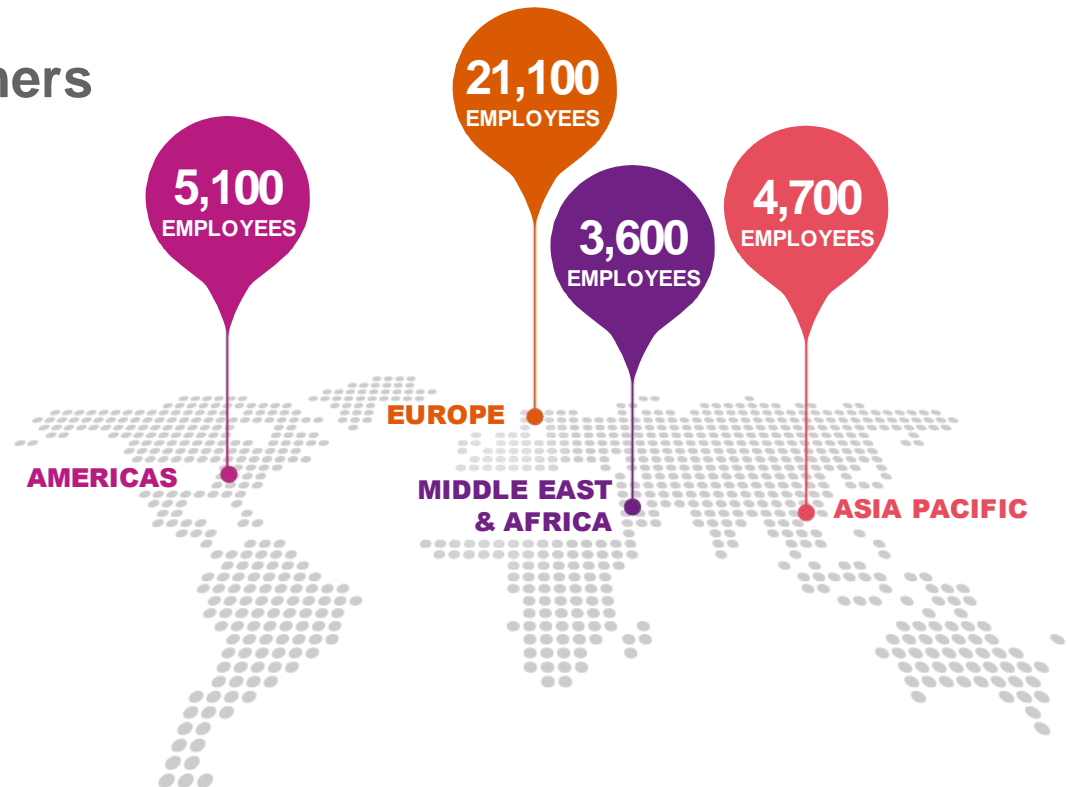 21,100
EMPLOYEES
5,100
EMPLOYEES
4,700
EMPLOYEES
3,600
EMPLOYEES
EUROPE
AMERICAS
MIDDLE EAST
& AFRICA
ASIA PACIFIC